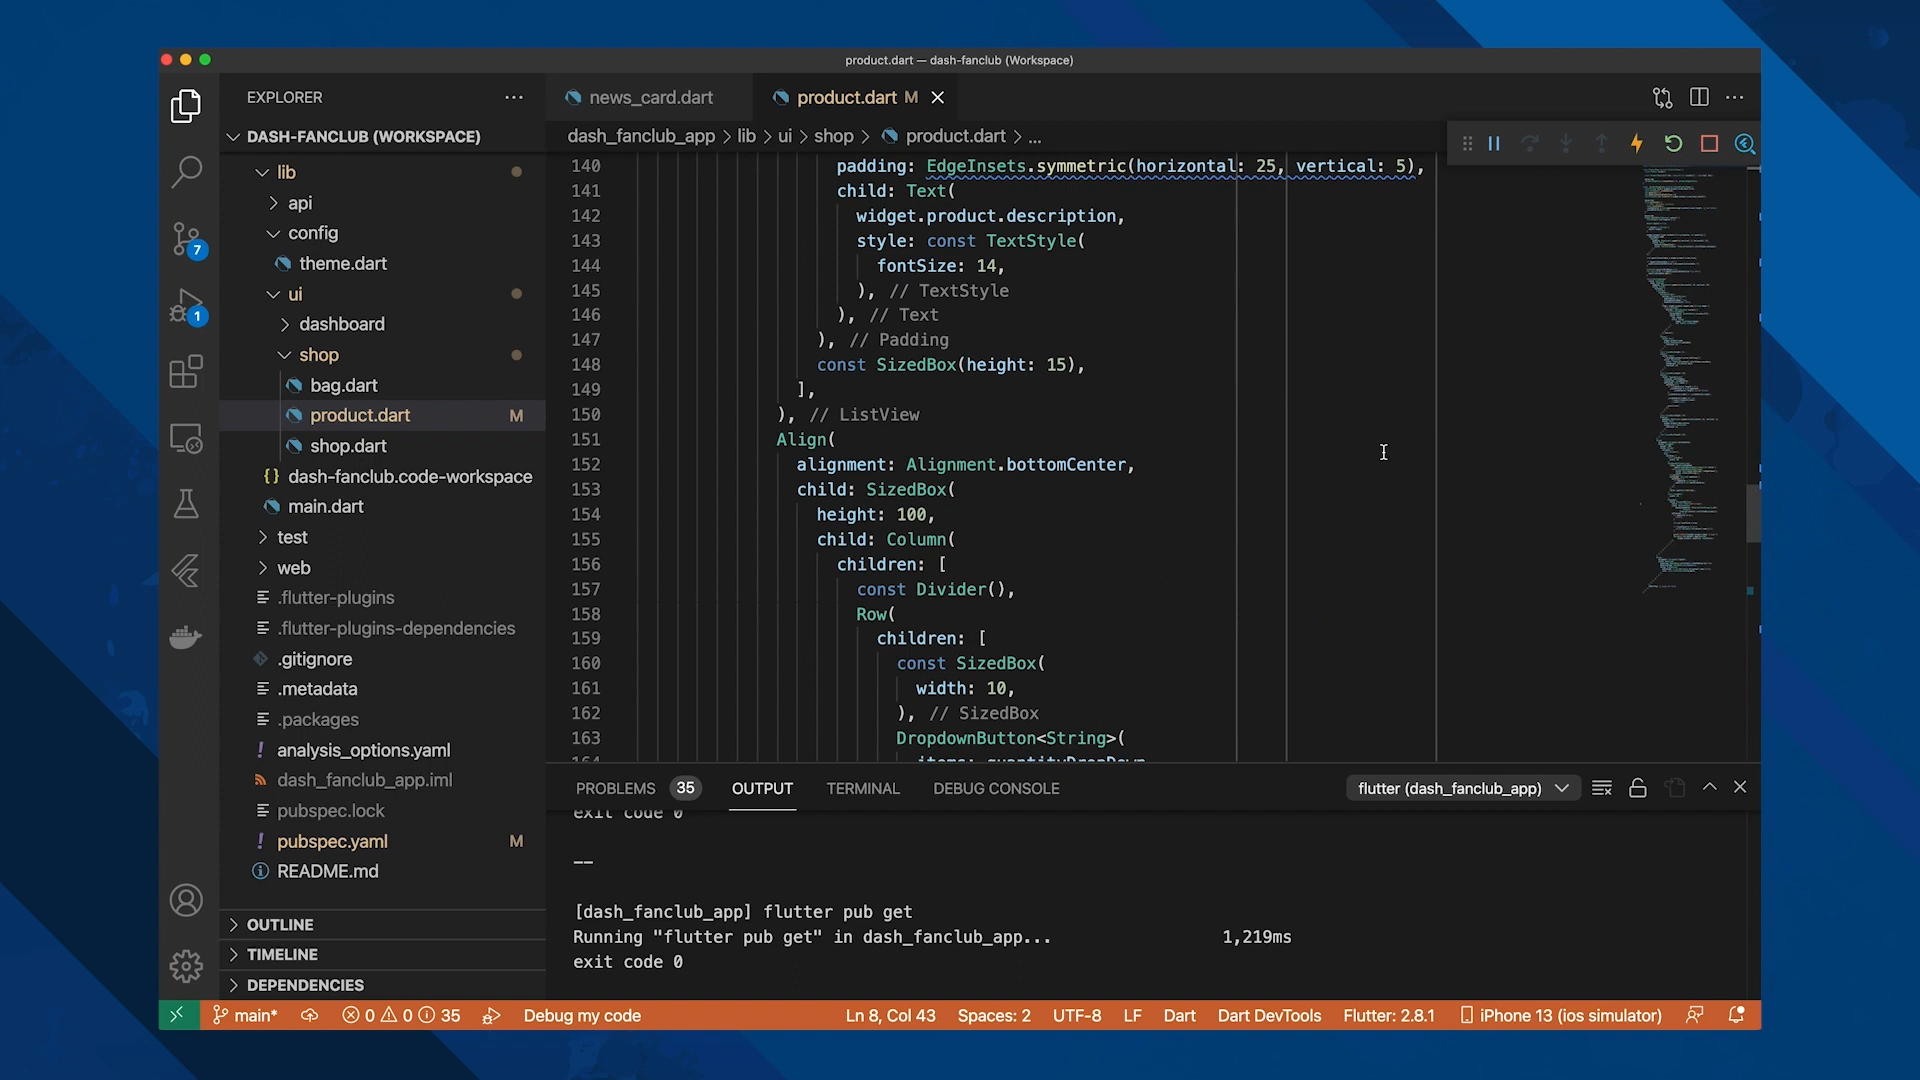 product.dart — dash-fanclub (Workspace)
EXPLORER
DASH-FANCLUB (WORKSPACE)
lib
api
config
theme.dart
ui
dashboard
shop
bag.dart
product.dart M
shop.dart
{} dash-fanclub.code-workspace
main.dart
test
web
.flutter-plugins
.flutter-plugins-dependencies
.gitignore
.metadata
.packages
! analysis_options.yaml
dash_fanclub_app.iml
pubspec.lock
! pubspec.yaml M
README.md
OUTLINE
TIMELINE
DEPENDENCIES
7
1
news_card.dart
product.dart M
dash_fanclub_app > lib > ui > shop > product.dart > ...
140 padding: EdgeInsets.symmetric(horizontal: 25, vertical: 5),
141 child: Text(
142 widget.product.description,
143 style: const TextStyle(
144 fontSize: 14,
145 ), // TextStyle
146 ), // Text
147 ), // Padding
148 const SizedBox(height: 15),
149 ],
150 ), // ListView
151 Align(
152 alignment: Alignment.bottomCenter,
153 child: SizedBox(
154 height: 100,
155 child: Column(
156 children: [
157 const Divider(),
158 Row(
159 children: [
160 const SizedBox(
161 width: 10,
162 ), // SizedBox
163 DropdownButton<String>(
164 items: quantityDropDown
PROBLEMS 35 OUTPUT TERMINAL DEBUG CONSOLE
flutter (dash_fanclub_app)
exit code 0
--
[dash_fanclub_app] flutter pub get
Running "flutter pub get" in dash_fanclub_app... 1,219ms
exit code 0
main* 0 0 35 Debug my code Ln 8, Col 43 Spaces: 2 UTF-8 LF Dart Dart DevTools Flutter: 2.8.1 iPhone 13 (ios simulator)